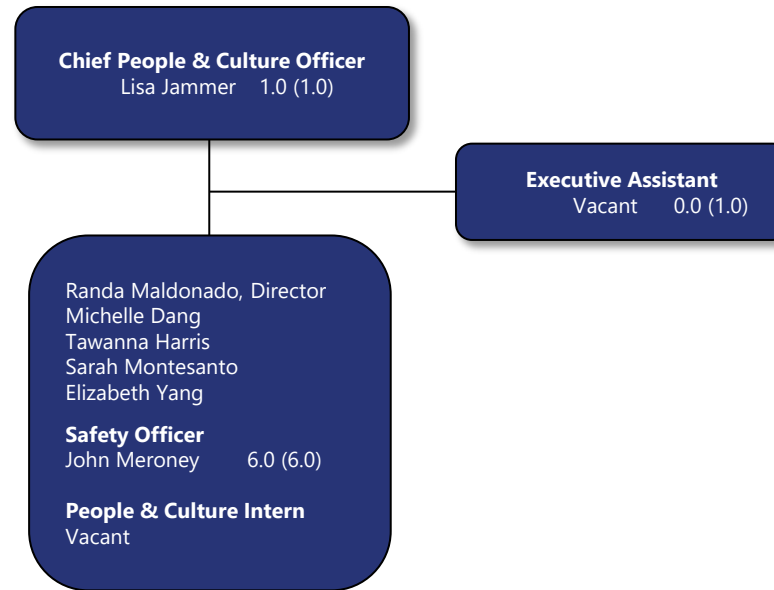 Chief People & Culture Officer
Lisa Jammer 1.0 (1.0)
Executive Assistant
Vacant 0.0 (1.0)
Randa Maldonado, Director
Michelle Dang
Tawanna Harris
Sarah Montesanto
Elizabeth Yang
Safety Officer
John Meroney 6.0 (6.0)
People & Culture Intern
Vacant